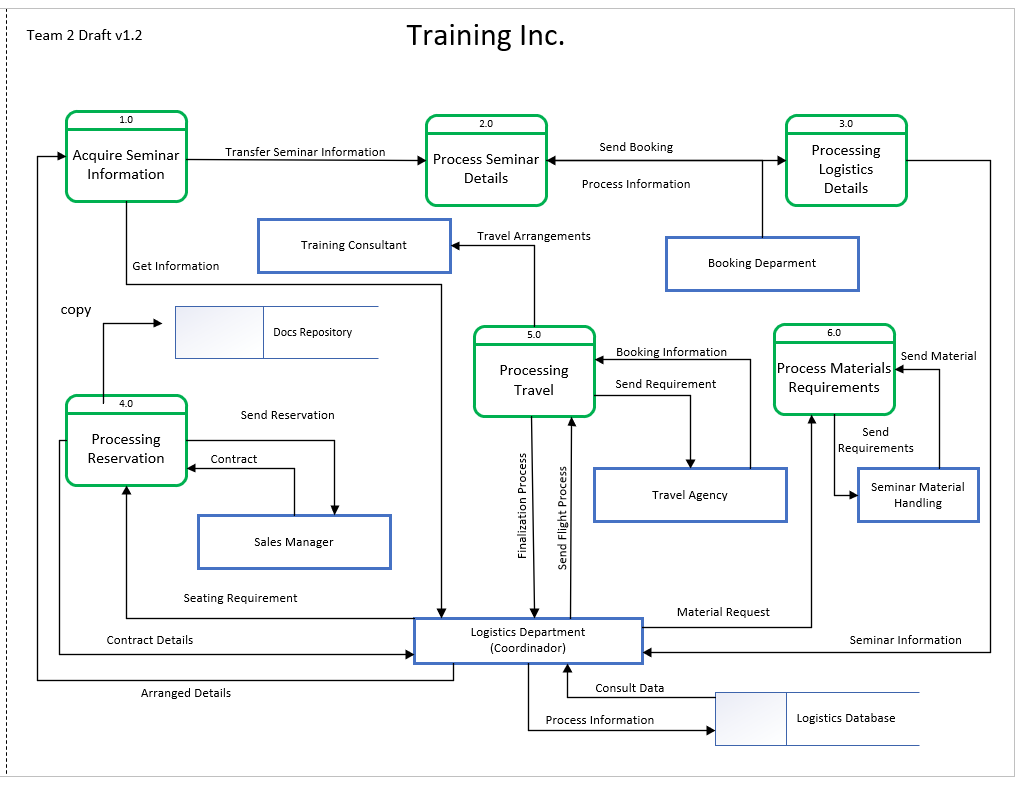 Team 2 Draft v1.2
Training Inc.
1.0
Acquire Seminar
Information
Transfer Seminar Information
2.0
Process Seminar
Details
Send Booking
Process Information
3.0
Processing
Logistics
Details
Training Consultant
Travel Arrangements
Booking Deparment
Get Information
copy
Docs Repository
5.0
Processing
Travel
Booking Information
Send Requirement
6.0
Process Materials
Requirements
Send Material
4.0
Processing
Reservation
Send Reservation
Contract
Send
Requirements
Finalization Process
Send Flight Process
Travel Agency
Seminar Material
Handling
Sales Manager
Seating Requirement
Material Request
Logistics Department
(Coordinador)
Contract Details
Seminar Information
Arranged Details
Consult Data
Process Information
Logistics Database